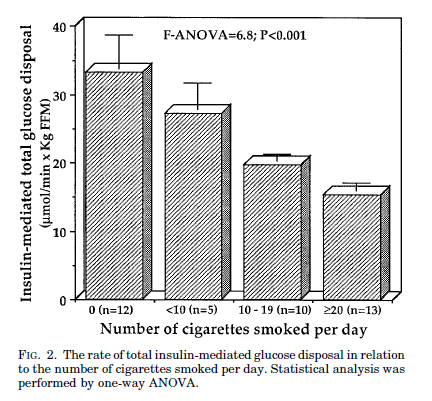 F-ANOVA=6.8; P<0.001
Insulin-mediated total glucose disposal
(µmol/min x Kg FFM)
40
30
20
10
0
0 (n=12) <10 (n=5) 10 - 19 (n=10) ≥20 (n=13)
Number of cigarettes smoked per day
FIG. 2. The rate of total insulin-mediated glucose disposal in relation
to the number of cigarettes smoked per day. Statistical analysis was
performed by one-way ANOVA.